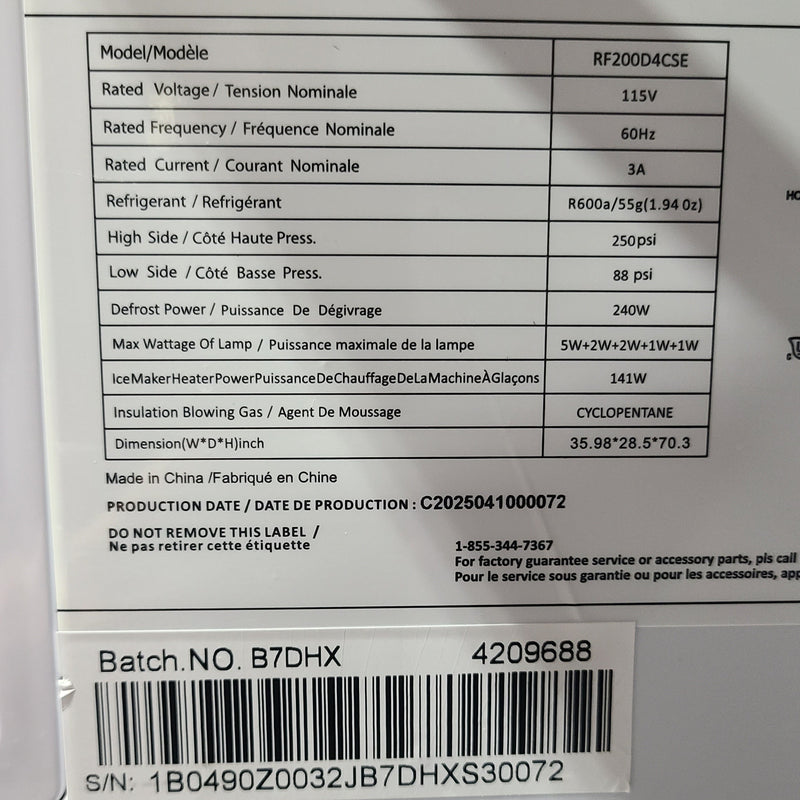 Model/Modèle RF200D4CSE
Rated Voltage / Tension Nominale 115V
Rated Frequency / Fréquence Nominale 60Hz
Rated Current / Courant Nominale 3A
Refrigerant / Refrigérant R600a/55g(1.94 Oz)
High Side / Côté Haute Press. 250psi
Low Side / Côté Basse Press. 88 psi
Defrost Power / Puissance De Dégivrage 240W
Max Wattage Of Lamp / Puissance maximale de la lampe 5W+2W+2W+1W+1W
IceMakerHeaterPowerPuissanceDeChauffageDeLaMachineÀGlaçons 141W
Insulation Blowing Gas / Agent De Moussage CYCLOPENTANE
Dimension(W*D*H)inch 35.98*28.5*70.3
Made in China /Fabriqué en Chine
PRODUCTION DATE / DATE DE PRODUCTION : C2025041000072
DO NOT REMOVE THIS LABEL /
Ne pas retirer cette étiquette
1-855-344-7367
For factory guarantee service or accessory parts, pls call
Pour le service sous garantie ou pour les accessoires,
Batch.NO. B7DHX 4209688
S/N: 1B0490Z0032JB7DHXS30072